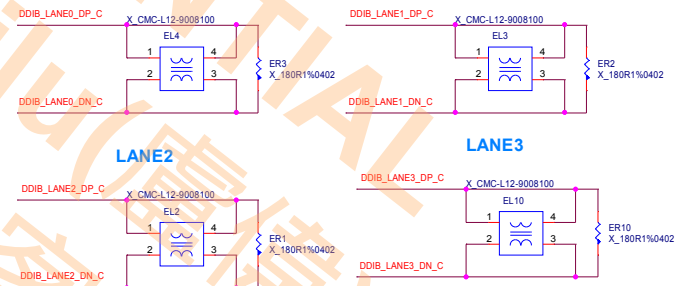 DDIB_LANE0_DP_C
X_CMC-L12-9008100
EL4
1
4
2
3
ER3
X_180R1%0402
DDIB_LANE0_DN_C
DDIB_LANE1_DP_C
X_CMC-L12-9008100
EL3
1
4
2
3
ER2
X_180R1%0402
DDIB_LANE1_DN_C
LANE2
DDIB_LANE2_DP_C
X_CMC-L12-9008100
EL2
1
4
2
3
ER1
X_180R1%0402
DDIB_LANE2_DN_C
LANE3
DDIB_LANE3_DP_C
X_CMC-L12-9008100
EL10
1
4
2
3
ER10
X_180R1%0402
DDIB_LANE3_DN_C